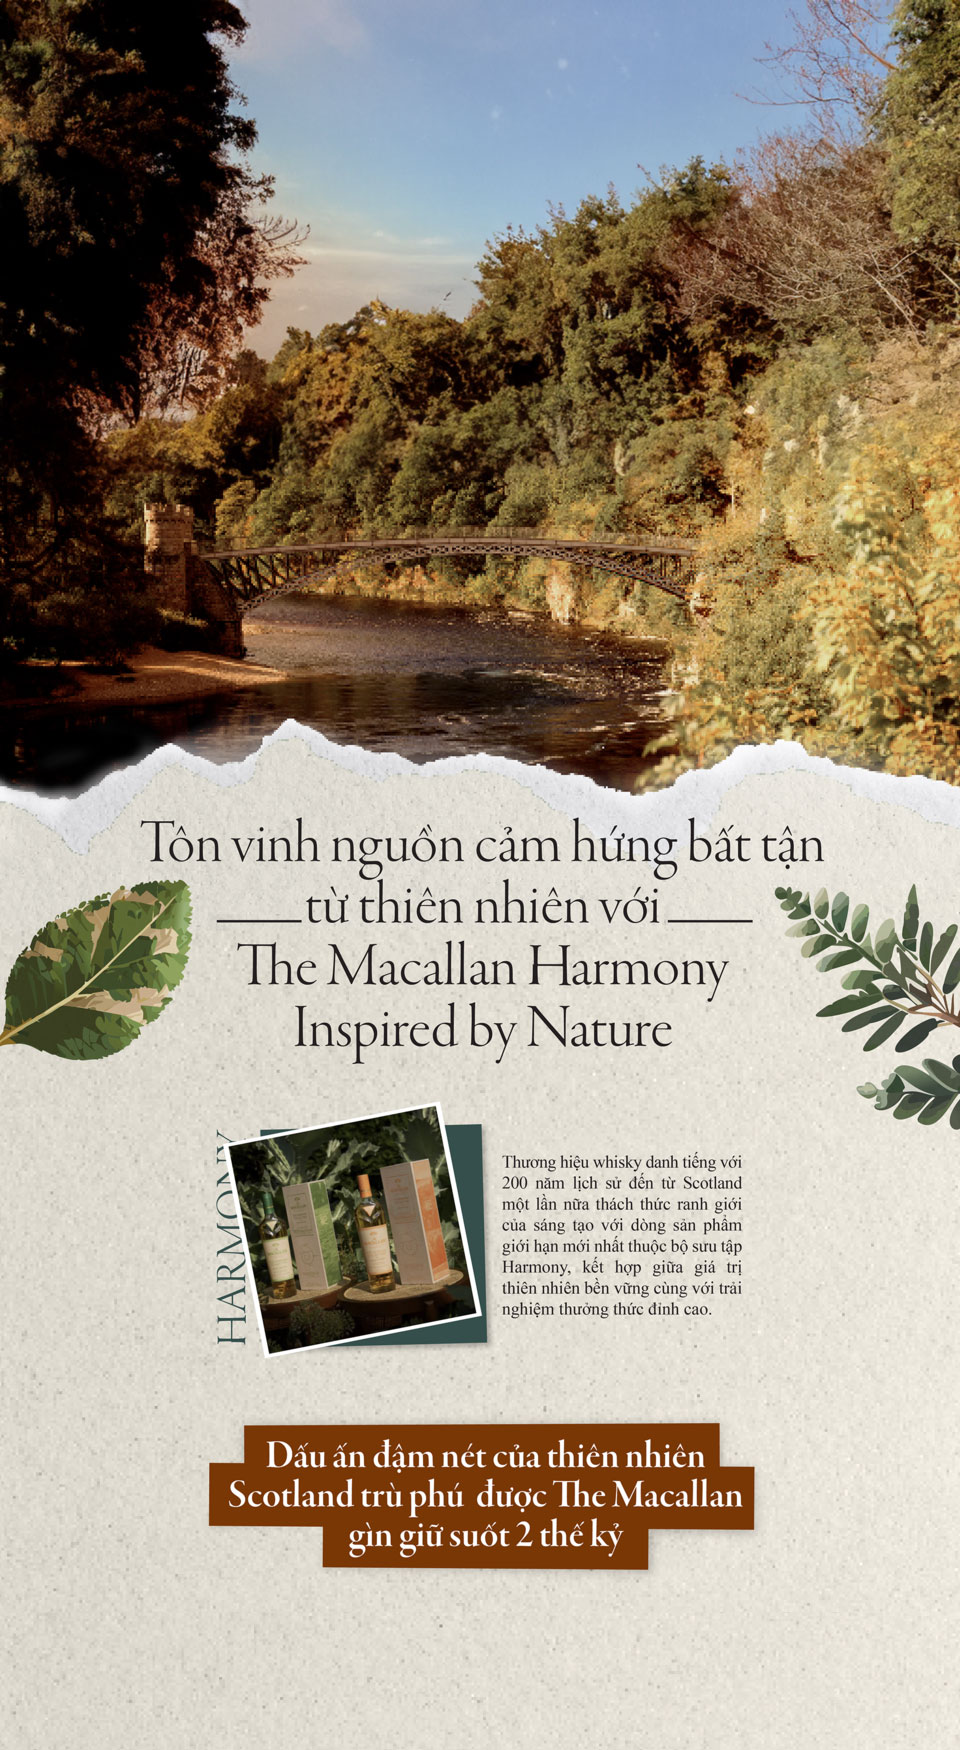 Tôn vinh nguồn cảm hứng bất tận
từ thiên nhiên với
The Macallan Harmony
Inspired by Nature
HARMONY
Thương hiệu whisky danh tiếng với
200 năm lịch sử đến từ Scotland
một lần nữa thách thức ranh giới
của sáng tạo với dòng sản phẩm
giới hạn mới nhất thuộc bộ sưu tập
Harmony, kết hợp giữa giá trị
thiên nhiên bền vững cùng với trải
nghiệm thưởng thức đỉnh cao.
Dấu ấn đậm nét của thiên nhiên
Scotland trù phú được The Macallan
gìn giữ suốt 2 thế kỷ